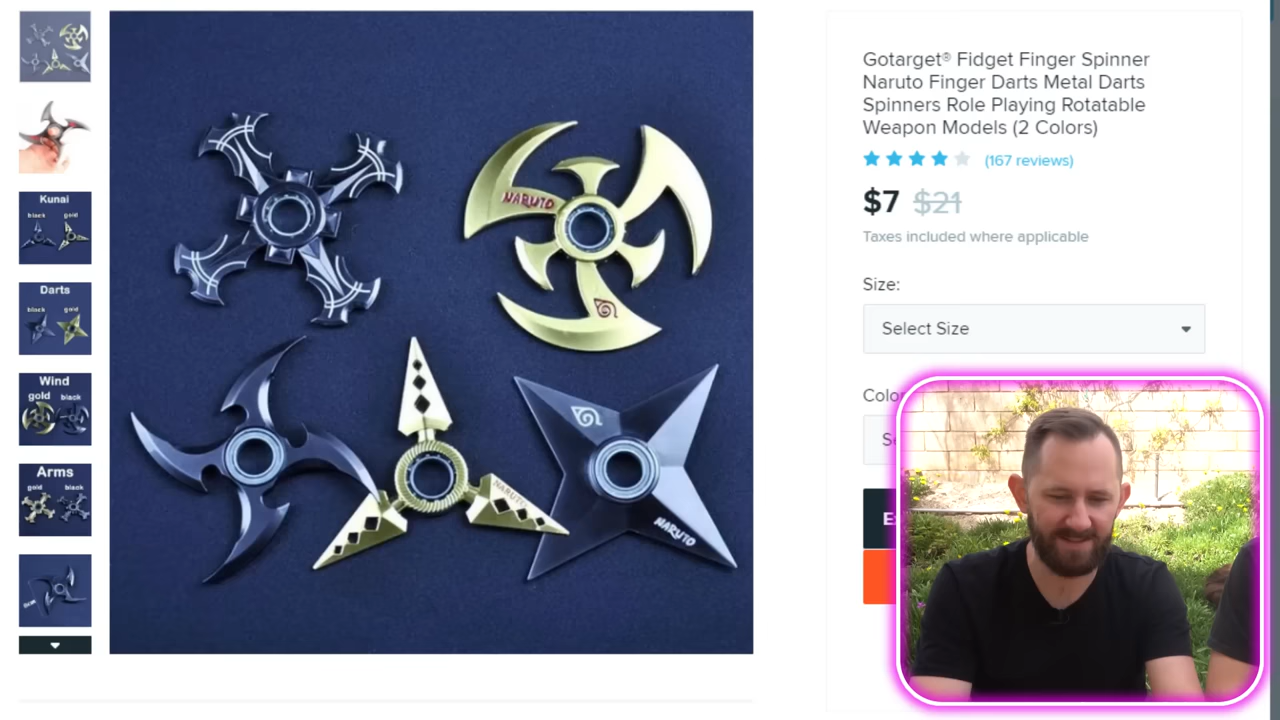 Kunai
black gold
Darts
black gold
Wind
gold black
Arms
gold black
NARUTO
NARUTO
NARUTO
Gotarget® Fidget Finger Spinner
Naruto Finger Darts Metal Darts
Spinners Role Playing Rotatable
Weapon Models (2 Colors)
(167 reviews)
$7 $21
Taxes included where applicable
Size:
Select Size